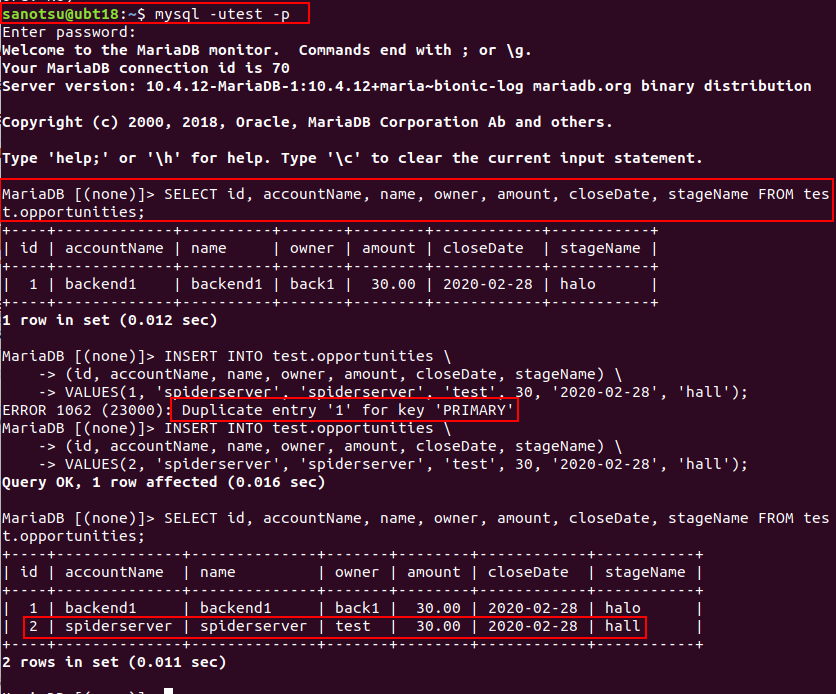 sanotsu@ubt18:~$ mysql -utest -p
Enter password:
Welcome to the MariaDB monitor.  Commands end with ; or \g.
Your MariaDB connection id is 70
Server version: 10.4.12-MariaDB-1:10.4.12+maria~bionic-log mariadb.org binary distribution
Copyright (c) 2000, 2018, Oracle, MariaDB Corporation Ab and others.
Type 'help;' or '\h' for help. Type '\c' to clear the current input statement.
MariaDB [(none)]> SELECT id, accountName, name, owner, amount, closeDate, stageName FROM tes
t.opportunities;
+----+-------------+----------+-------+--------+------------+-----------+
| id | accountName | name     | owner | amount | closeDate  | stageName |
+----+-------------+----------+-------+--------+------------+-----------+
|  1 | backend1    | backend1 | back1 |  30.00 | 2020-02-28 | halo      |
+----+-------------+----------+-------+--------+------------+-----------+
1 row in set (0.012 sec)
MariaDB [(none)]> INSERT INTO test.opportunities \
    -> (id, accountName, name, owner, amount, closeDate, stageName) \
    -> VALUES(1, 'spiderserver', 'spiderserver', 'test', 30, '2020-02-28', 'hall');
ERROR 1062 (23000): Duplicate entry '1' for key 'PRIMARY'
MariaDB [(none)]> INSERT INTO test.opportunities \
    -> (id, accountName, name, owner, amount, closeDate, stageName) \
    -> VALUES(2, 'spiderserver', 'spiderserver', 'test', 30, '2020-02-28', 'hall');
Query OK, 1 row affected (0.016 sec)
MariaDB [(none)]> SELECT id, accountName, name, owner, amount, closeDate, stageName FROM tes
t.opportunities;
+----+--------------+--------------+-------+--------+------------+-----------+
| id | accountName  | name         | owner | amount | closeDate  | stageName |
+----+--------------+--------------+-------+--------+------------+-----------+
|  1 | backend1     | backend1     | back1 |  30.00 | 2020-02-28 | halo      |
|  2 | spiderserver | spiderserver | test  |  30.00 | 2020-02-28 | hall      |
+----+--------------+--------------+-------+--------+------------+-----------+
2 rows in set (0.011 sec)